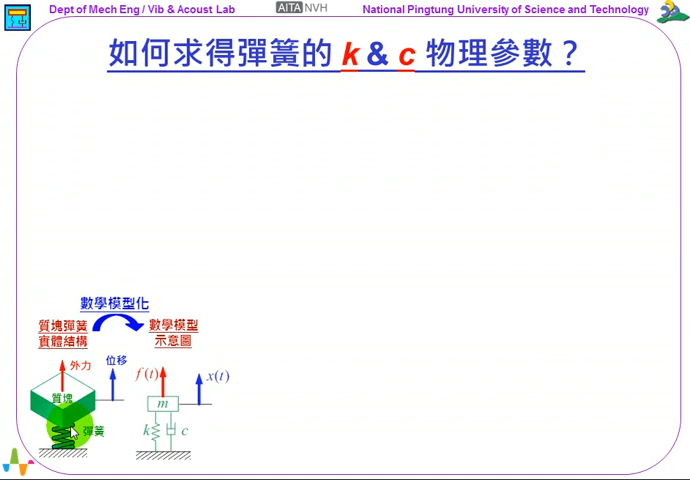 Dept of Mech Eng / Vib & Acoust Lab AITA NVH National Pingtung University of Science and Technology
如何求得彈簧的 k & c 物理參數？
數學模型化
質塊彈簧
實體結構
數學模型
示意圖
外力
位移
f(t)
x(t)
質塊
m
彈簧
k
c